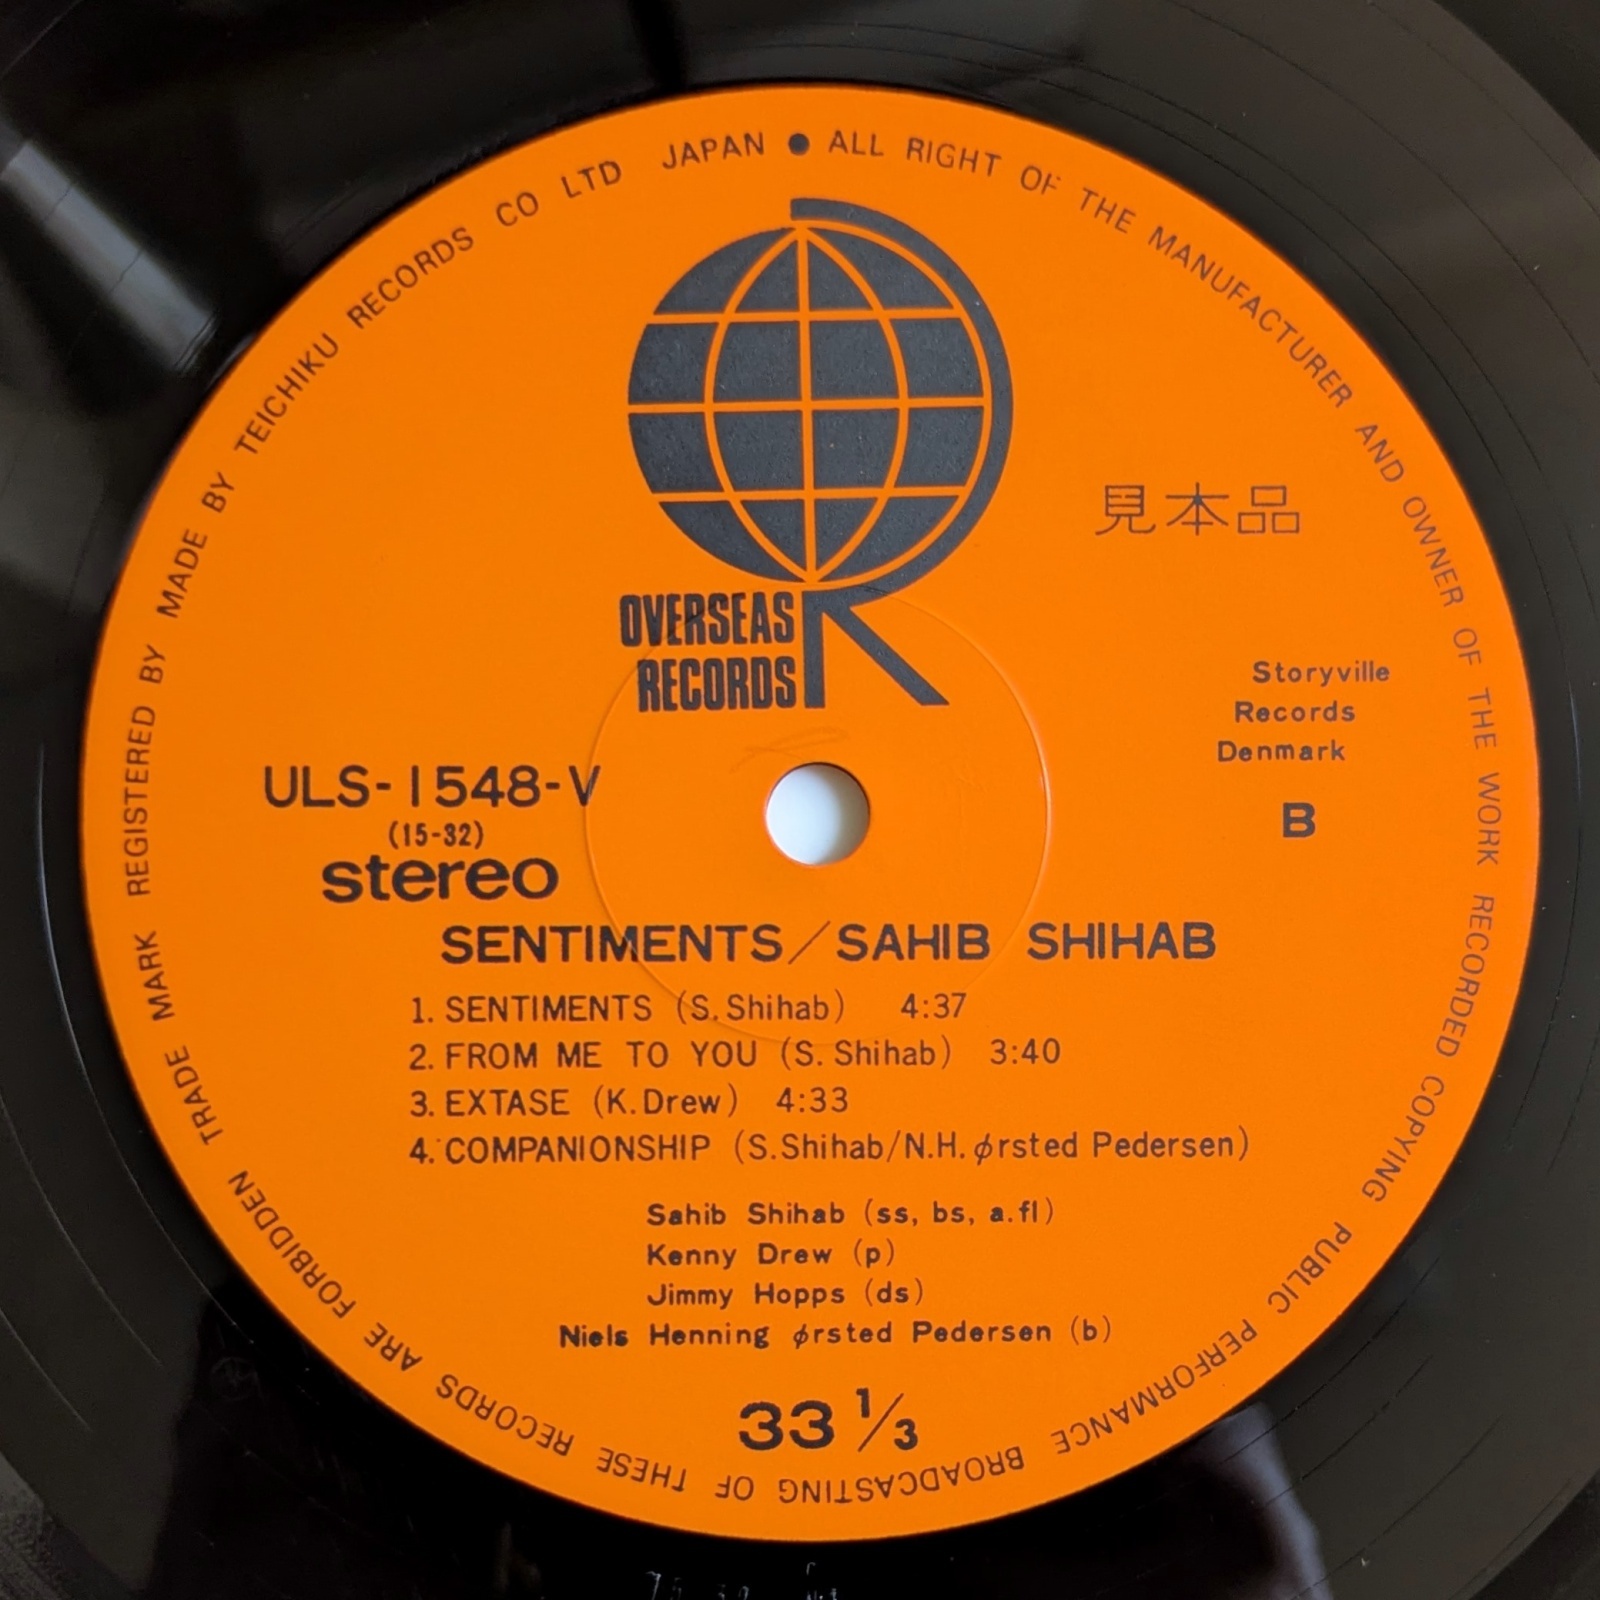 TRADE MARK REGISTERED BY MADE BY TEICHIKU RECORDS CO LTD JAPAN ● ALL RIGHT OF THE MANUFACTURER AND OWNER OF THE WORK RECORDED COPYING PUBLIC PERFORMANCE BROADCASTING OF THESE RECORDS ARE FORBIDDEN
OVERSEAS
RECORDS
見本品
Storyville
Records
Denmark
ULS-1548-V
(15-32)
stereo
B
SENTIMENTS/SAHIB SHIHAB
1. SENTIMENTS (S. Shihab) 4:37
2. FROM ME TO YOU (S. Shihab) 3:40
3. EXTASE (K. Drew) 4:33
4. COMPANIONSHIP (S. Shihab/N.H. ørsted Pedersen)
Sahib Shihab (ss, bs, a.fl)
Kenny Drew (p)
Jimmy Hopps (ds)
Niels Henning ørsted Pedersen (b)
33 1/3